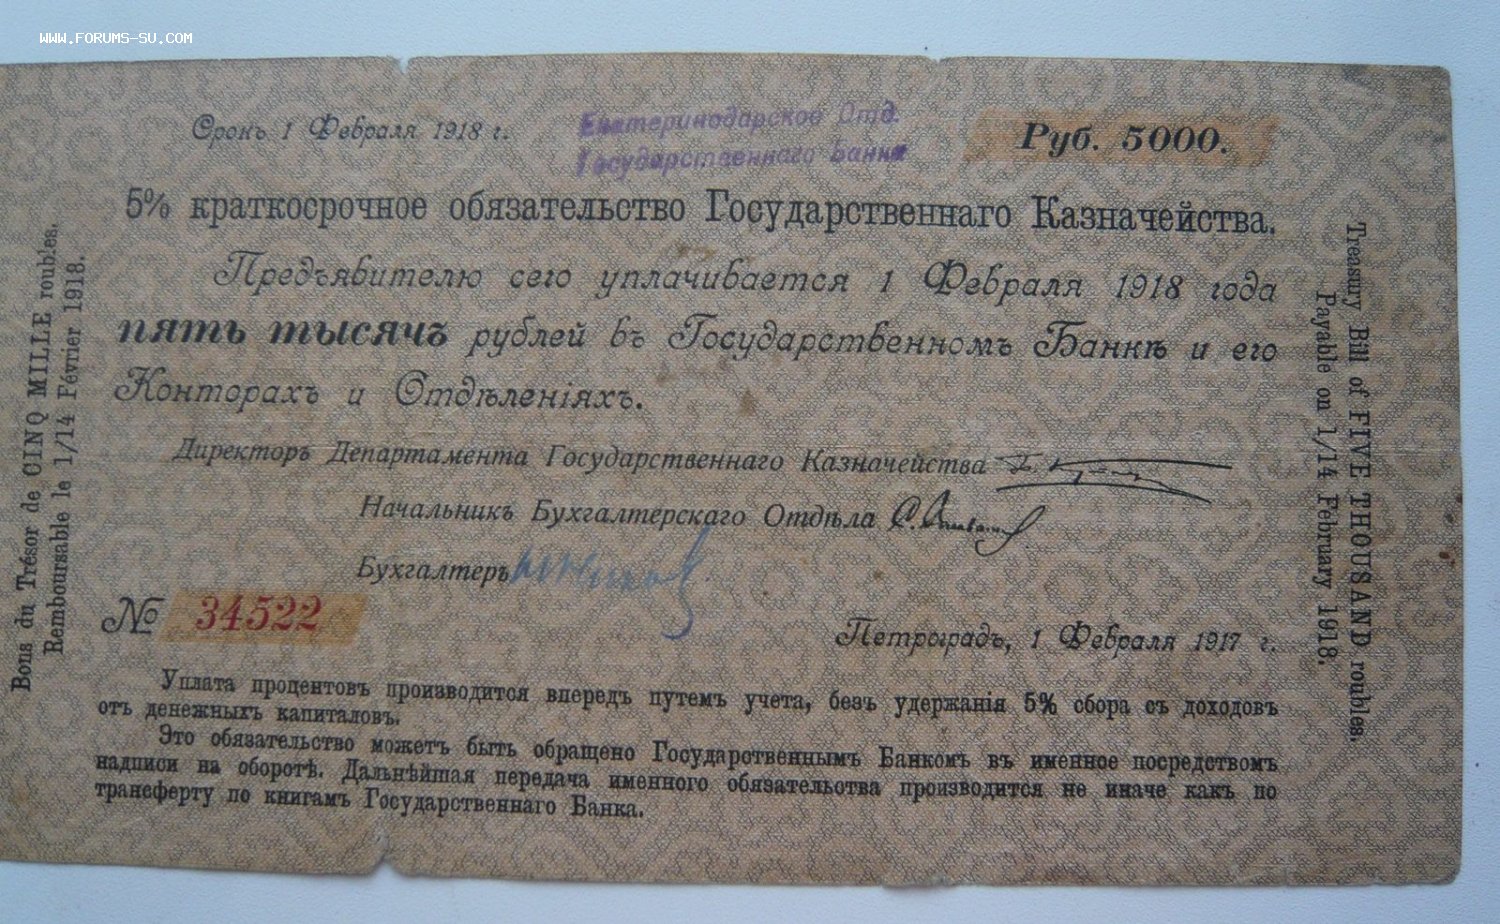 WWW.FORUMS-SU.COM
Срокъ 1 Февраля 1918 г.
Екатеринодарское Отд.
Государственнаго Банка
Руб. 5000.
5% краткосрочное обязательство Государственнаго Казначейства.
Предъявителю сего уплачивается 1 Февраля 1918 года
пять тысячъ рублей въ Государственномъ Банкѣ и его
Конторахъ и Отдѣленіяхъ.
Директоръ Департамента Государственнаго Казначейства
Начальникъ Бухгалтерскаго Отдѣла
Бухгалтеръ
№ 34522
Петроградъ, 1 Февраля 1917 г.
Уплата процентовъ производится впередъ путемъ учета, безъ удержанія 5% сбора съ доходовъ
отъ денежныхъ капиталовъ.
Это обязательство можетъ быть обращено Государственнымъ Банкомъ въ именное посредствомъ
надписи на оборотѣ. Дальнѣйшая передача именного обязательства производится не иначе какъ по
трансферту по книгамъ Государственнаго Банка.
Bons du Trésor de CINQ MILLE roubles.
Remboursable le 1/14 Février 1918.
Treasury Bill of FIVE THOUSAND roubles.
Payable on 1/14 February 1918.